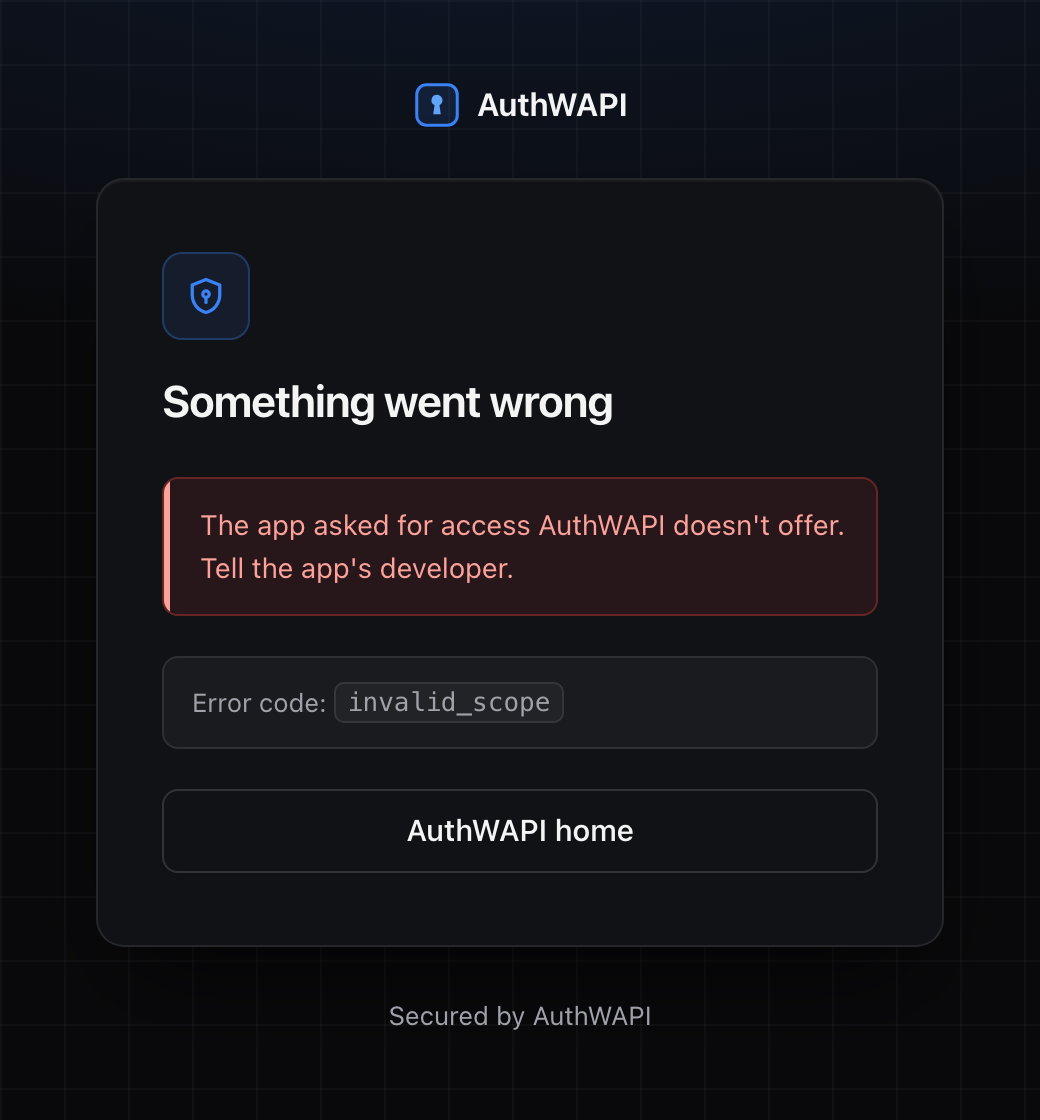 AuthWAPI
Something went wrong
The app asked for access AuthWAPI doesn't offer.
Tell the app's developer.
Error code: invalid_scope
AuthWAPI home
Secured by AuthWAPI